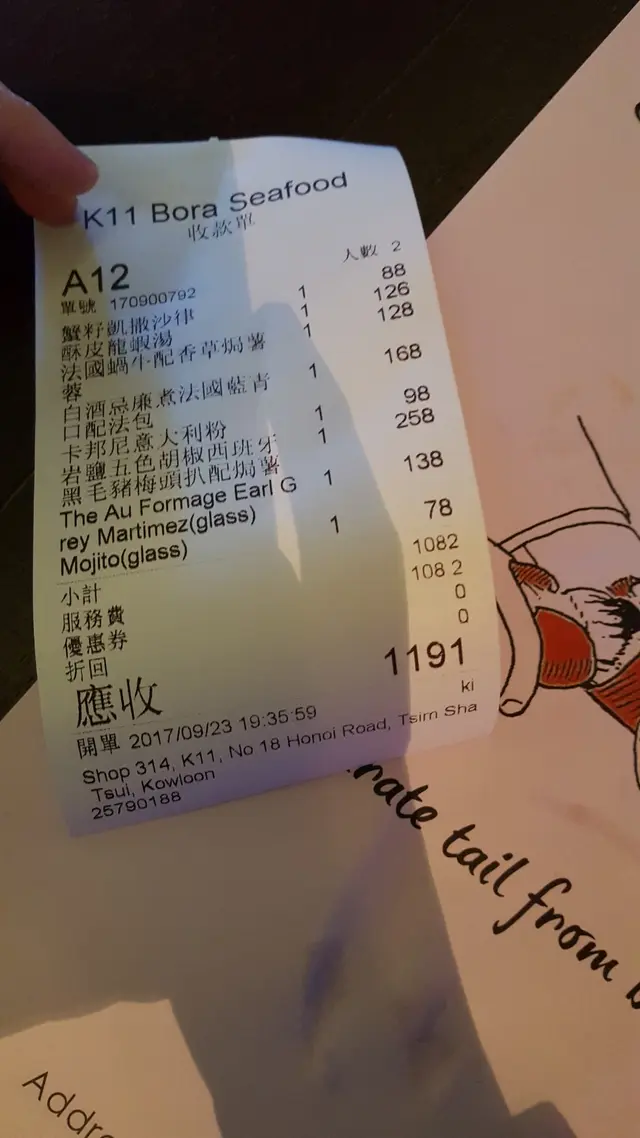 K11 Bora Seafood
收款單
A12 人數 2
單號 170900792
蟹籽凱撒沙律 1 88
酥皮龍蝦湯 1 126
法國蝸牛配香草焗薯 1 128
蓉
白酒忌廉煮法國藍青 1 168
口配法包
卡邦尼意大利粉 1 98
岩鹽五色胡椒西班牙 1 258
黑毛豬梅頭扒配焗薯
The Au Formage Earl G 1 138
rey Martimez(glass)
Mojito(glass) 1 78
小計 1082
服務費 108 2
優惠券 0
折回 0
應收 1191
ki
開單 2017/09/23 19:35:59
Shop 314, K11, No 18 Honoi Road, Tsim Sha
Tsui, Kowloon
25790188
rate tail from
Addre